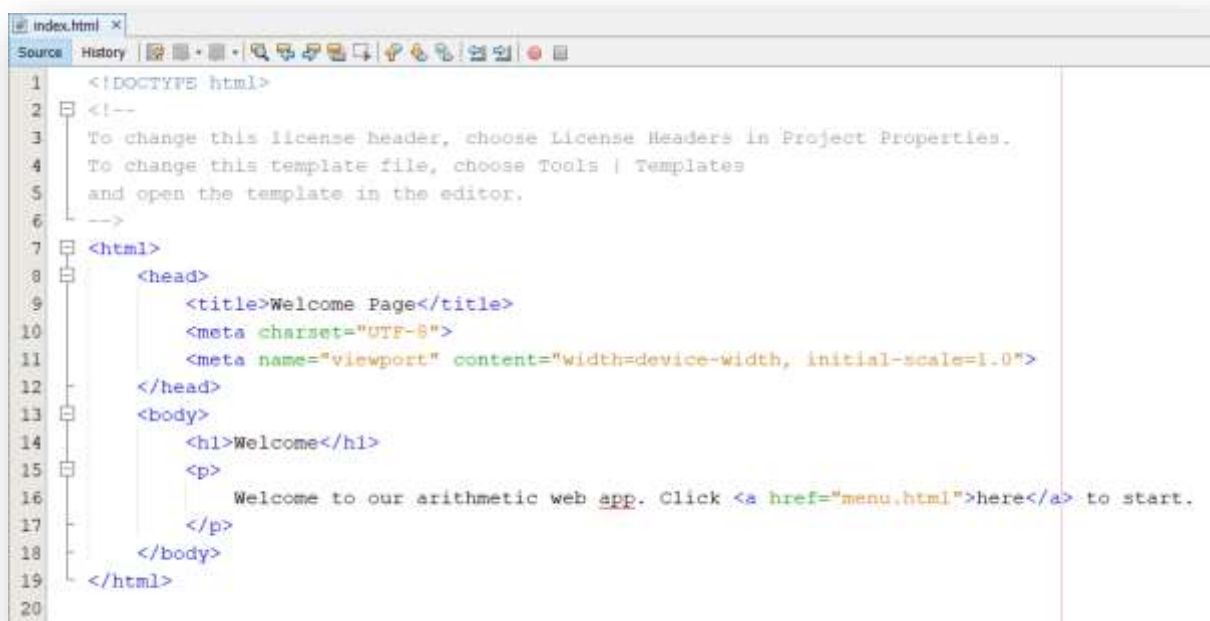 index.html ×
Source History
1 <!DOCTYPE html>
2 <!--
3 To change this license header, choose License Headers in Project Properties.
4 To change this template file, choose Tools | Templates
5 and open the template in the editor.
6 -->
7 <html>
8 <head>
9 <title>Welcome Page</title>
10 <meta charset="UTF-8">
11 <meta name="viewport" content="width=device-width, initial-scale=1.0">
12 </head>
13 <body>
14 <h1>Welcome</h1>
15 <p>
16 Welcome to our arithmetic web app. Click <a href="menu.html">here</a> to start.
17 </p>
18 </body>
19 </html>
20